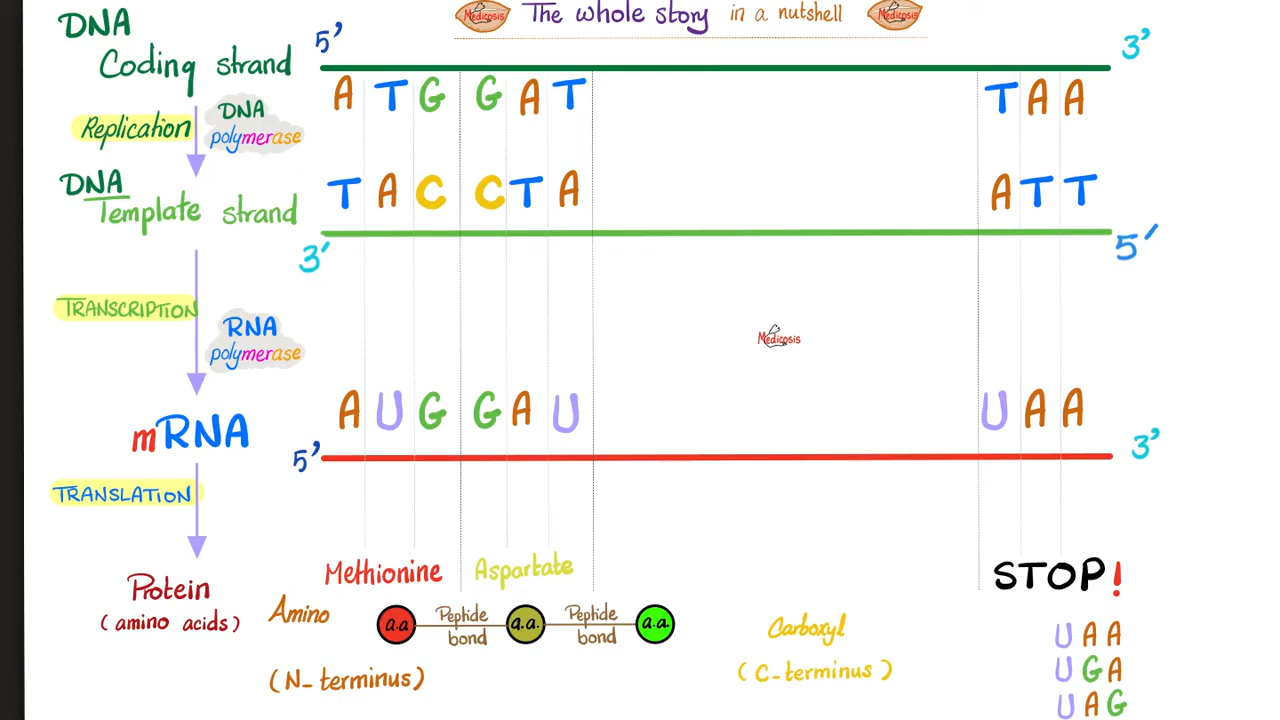 Medicosis The whole story in a nutshell Medicosis
DNA
Coding strand
5' 3'
A T G G A T T A A
Replication
DNA
polymerase
DNA
Template strand
T A C C T A A T T
3' 5'
TRANSCRIPTION
RNA
polymerase
Medicosis
mRNA
A U G G A U U A A
5' 3'
TRANSLATION
Protein
(amino acids)
Methionine Aspartate STOP!
Amino
a.a Peptide bond a.a. Peptide bond a.a.
Carboxyl
(N-terminus)
(C-terminus)
U A A
U G A
U A G